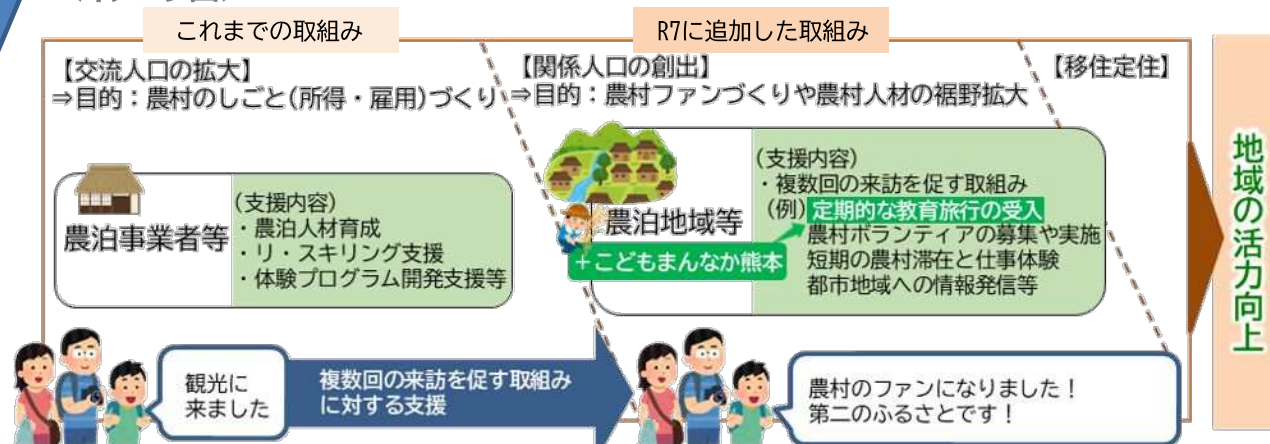 これまでの取組み
R7に追加した取組み
【交流人口の拡大】
⇒目的：農村のしごと(所得・雇用)づくり
【関係人口の創出】
⇒目的：農村ファンづくりや農村人材の裾野拡大
【移住定住】
農泊事業者等
（支援内容）
・農泊人材育成
・リ・スキリング支援
・体験プログラム開発支援等
農泊地域等
＋こどもまんなか熊本
（支援内容）
・複数回の来訪を促す取組み
（例）定期的な教育旅行の受入
農村ボランティアの募集や実施
短期の農村滞在と仕事体験
都市地域への情報発信等
地域の活力向上
観光に
来ました
複数回の来訪を促す取組み
に対する支援
農村のファンになりました！
第二のふるさとです！